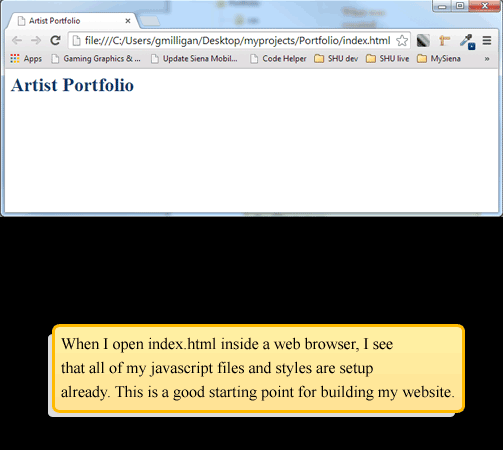 Artist Portfolio
file:///C:/Users/gmilligan/Desktop/myprojects/Portfolio/index.html
Apps Gaming Graphics &... Update Siena Mobil... Code Helper SHU dev SHU live MySiena »
Artist Portfolio
When I open index.html inside a web browser, I see
that all of my javascript files and styles are setup
already. This is a good starting point for building my website.